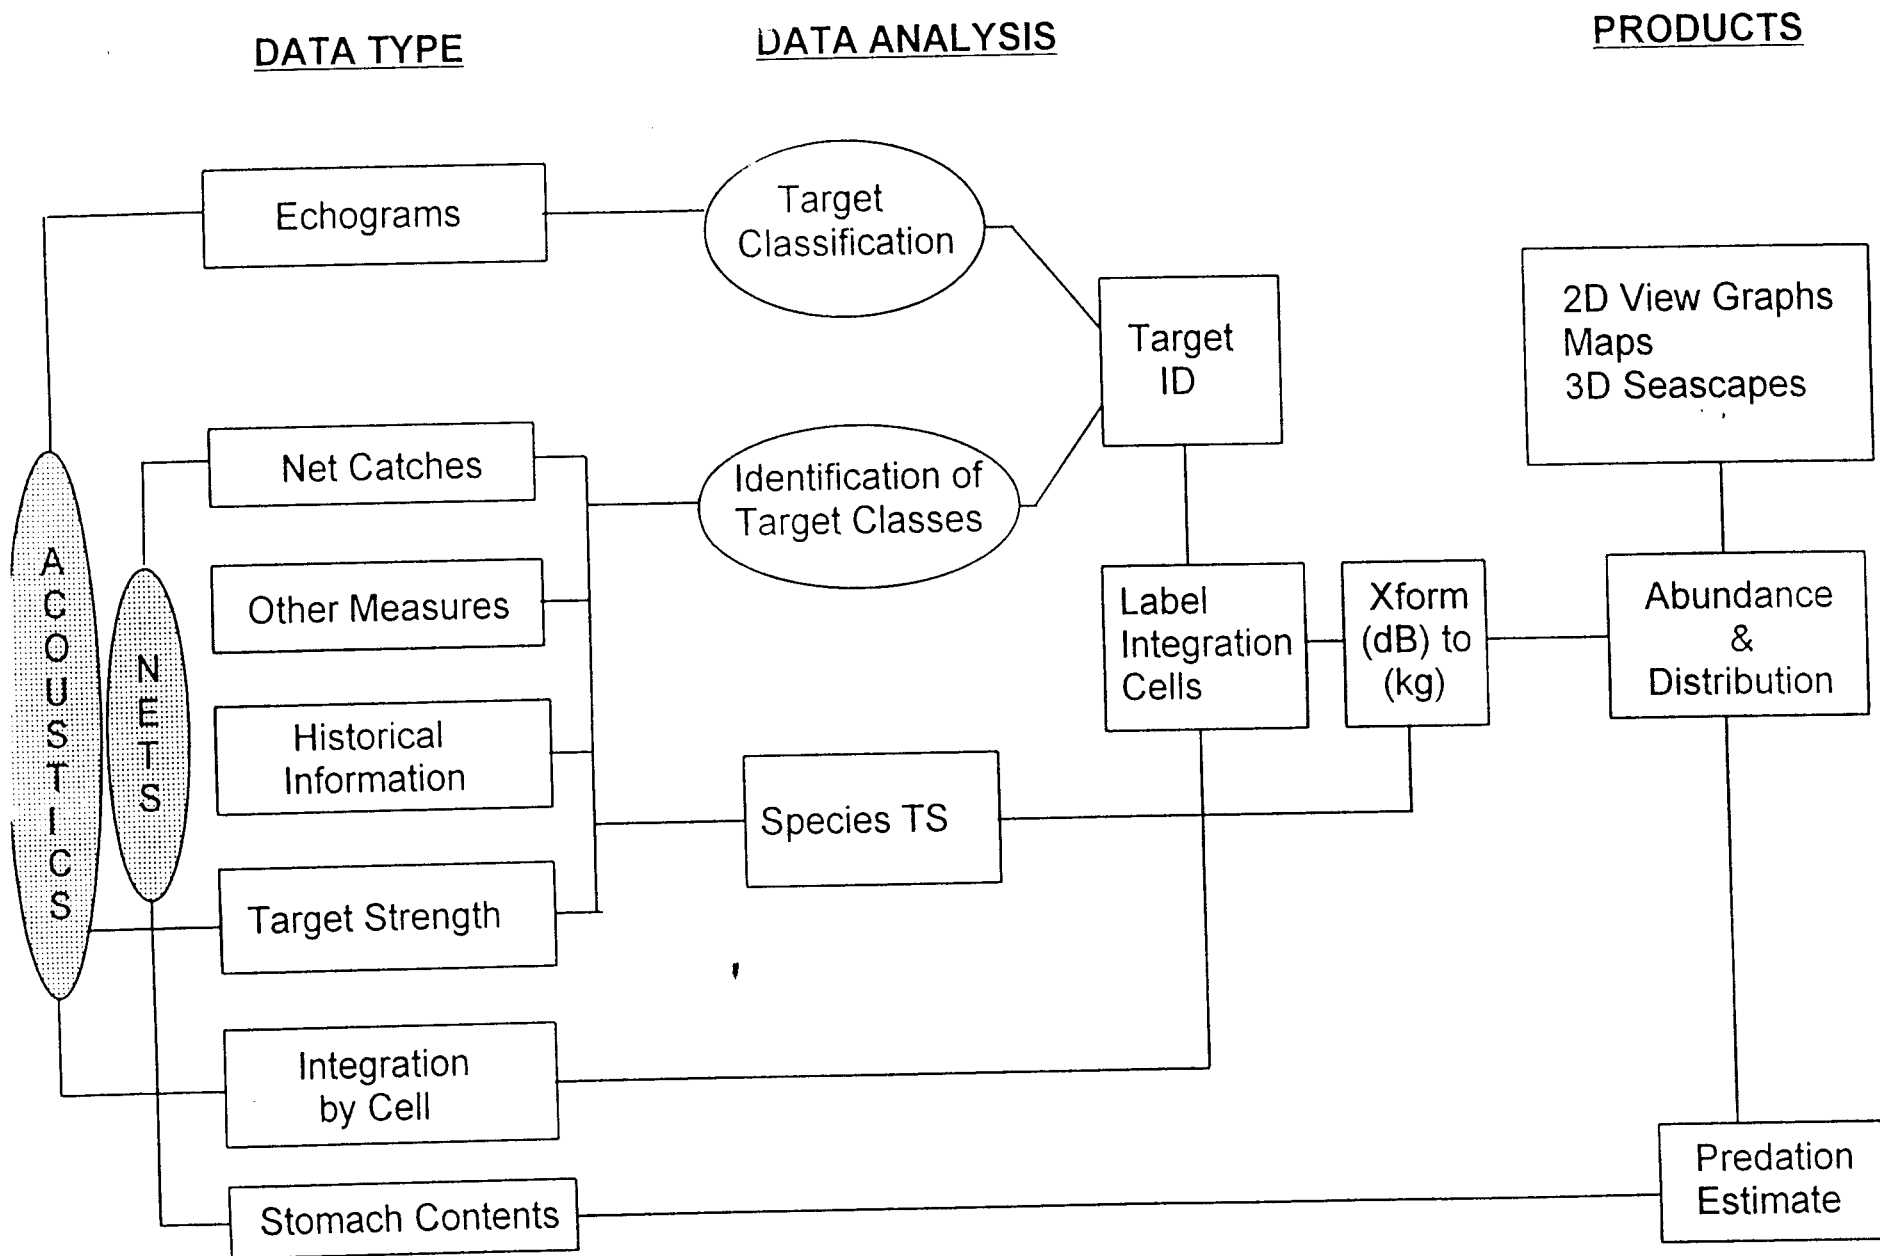 DATA TYPE
DATA ANALYSIS
PRODUCTS
Echograms
Target
Classification
Target
ID
2D View Graphs
Maps
3D Seascapes
Net Catches
Identification of
Target Classes
ACOUSTICS
NETS
Other Measures
Label
Integration
Cells
Xform
(dB) to
(kg)
Abundance
&
Distribution
Historical
Information
Species TS
Target Strength
Integration
by Cell
Stomach Contents
Predation
Estimate